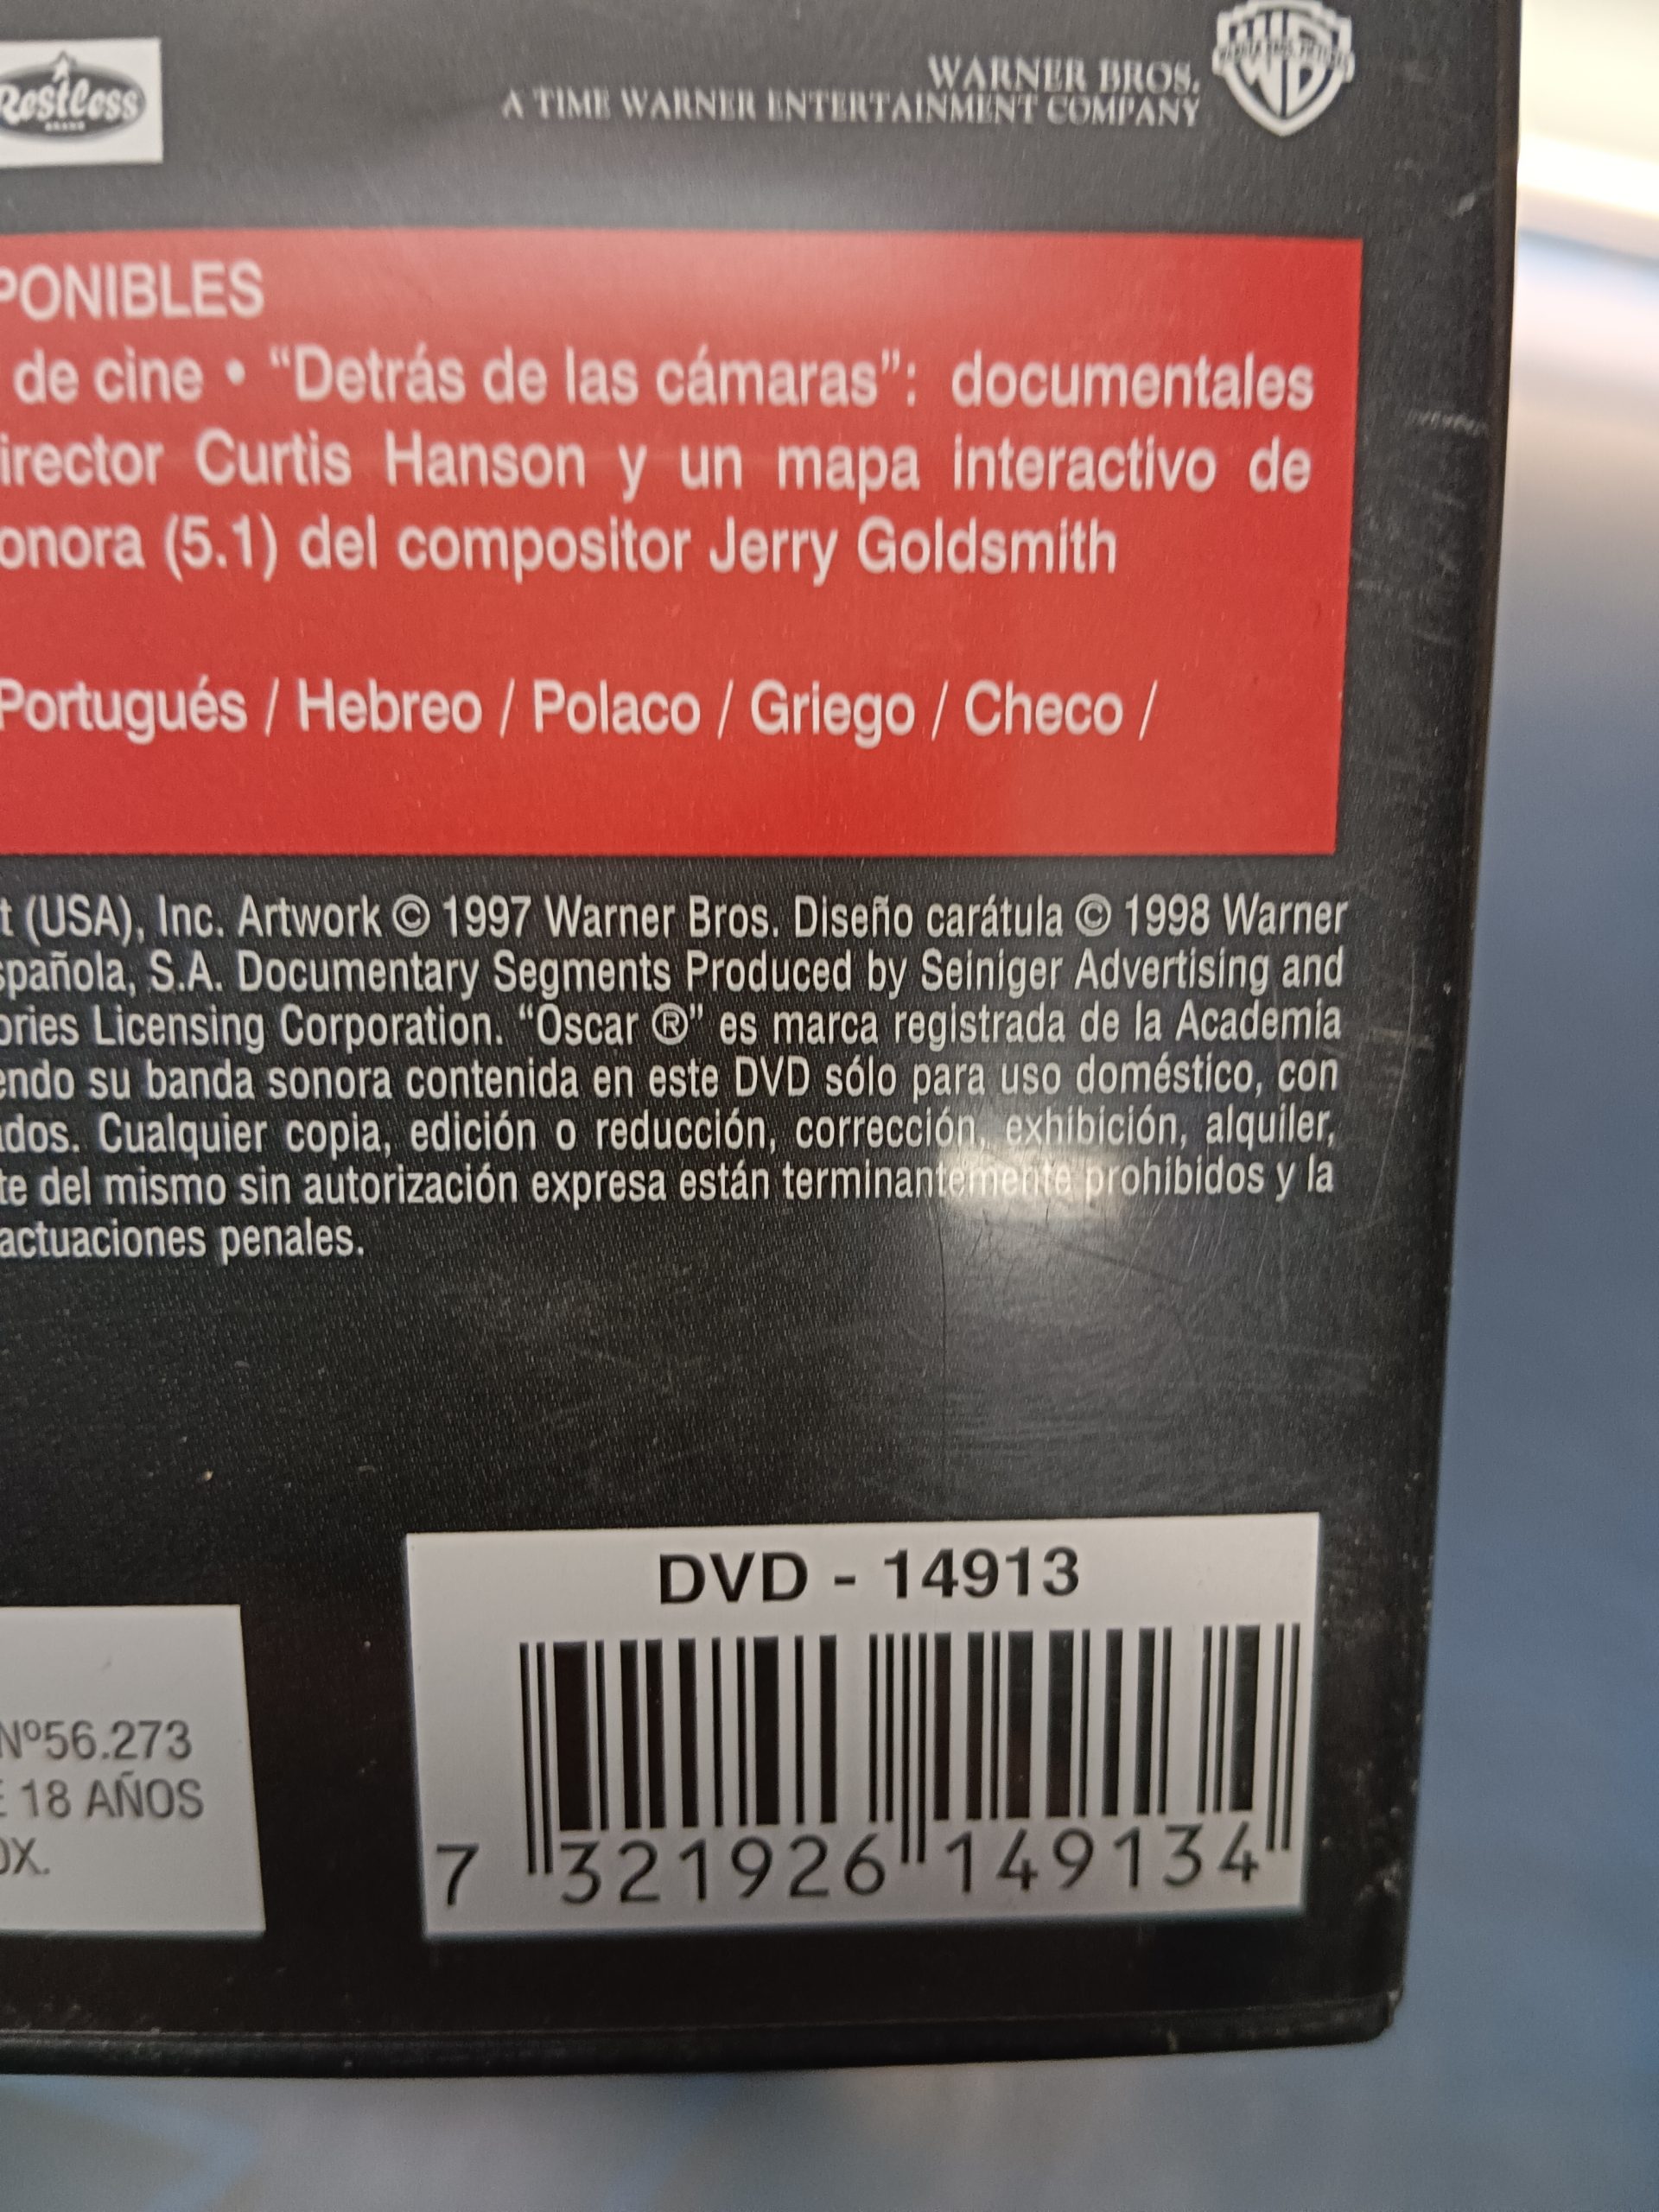 Restless
WARNER BROS.
A TIME WARNER ENTERTAINMENT COMPANY
PONIBLES
de cine • “Detrás de las cámaras”: documentales
irector Curtis Hanson y un mapa interactivo de
onora (5.1) del compositor Jerry Goldsmith
Portugués / Hebreo / Polaco / Griego / Checo /
t (USA), Inc. Artwork © 1997 Warner Bros. Diseño carátula © 1998 Warner
spañola, S.A. Documentary Segments Produced by Seiniger Advertising and
ories Licensing Corporation. “Oscar ®” es marca registrada de la Academia
endo su banda sonora contenida en este DVD sólo para uso doméstico, con
ados. Cualquier copia, edición o reducción, corrección, exhibición, alquiler,
te del mismo sin autorización expresa están terminantemente prohibidos y la
actuaciones penales.
DVD - 14913
Nº56.273
E 18 AÑOS
OX.
7 321926 149134